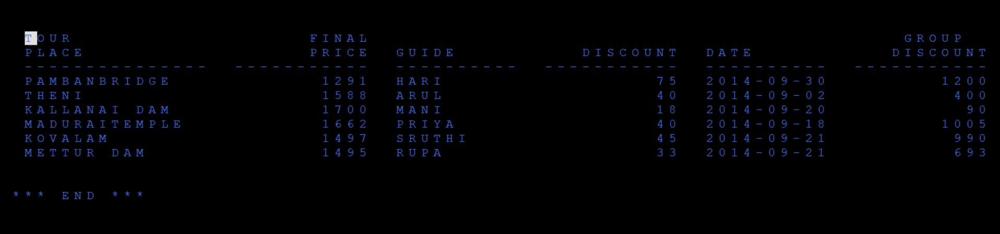 TOUR FINAL GROUP
PLACE PRICE GUIDE DISCOUNT DATE DISCOUNT
--------------- ----------- ---------- ----------- ---------- -----------
PAMBANBRIDGE 1291 HARI 75 2014-09-30 1200
THENI 1588 ARUL 40 2014-09-02 400
KALLANAI DAM 1700 MANI 18 2014-09-20 90
MADURAITEMPLE 1662 PRIYA 40 2014-09-18 1005
KOVALAM 1497 SRUTHI 45 2014-09-21 990
METTUR DAM 1495 RUPA 33 2014-09-21 693
*** END ***